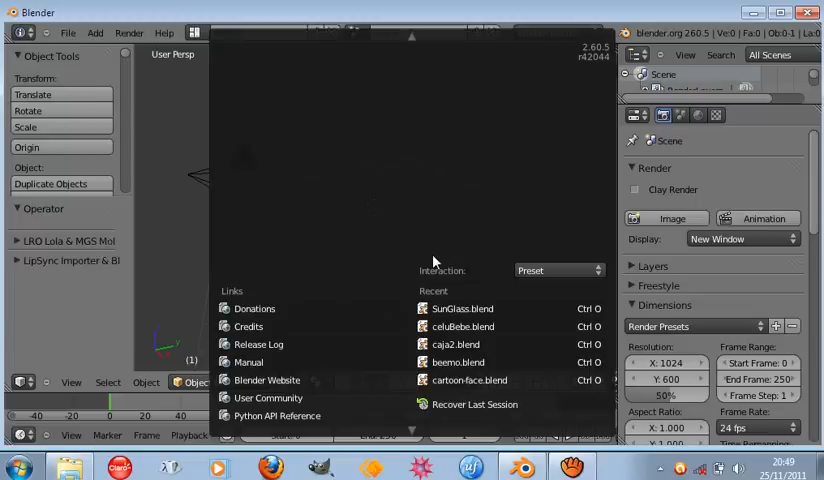 Blender
File Add Render Help
blender.org 260.5 | Ve:0 | Fa:0 | Ob:0-1 | La:0
Object Tools
Transform:
Translate
Rotate
Scale
Origin
Object:
Duplicate Objects
Operator
LRO Lola & MGS Mol
LipSync Importer & Bl
User Persp
(1)
View Select Object
2.60.5
r42044
Interaction:
Preset
Links
Donations
Credits
Release Log
Manual
Blender Website
User Community
Python API Reference
Recent
SunGlass.blend Ctrl O
celuBebe.blend Ctrl O
caja2.blend Ctrl O
beemo.blend Ctrl O
cartoon-face.blend Ctrl O
Recover Last Session
View Search All Scenes
Scene
Scene
Render
Clay Render
Image Animation
Display: New Window
Layers
Freestyle
Dimensions
Render Presets
Resolution: Frame Range:
X: 1024 Start Frame: 0
Y: 600 End Frame: 250
50% Frame Step: 1
Aspect Ratio: Frame Rate:
X: 1.000 24 fps
-40 -20 0
View Marker Frame Playback
Claro
uf
20:49
25/11/2011